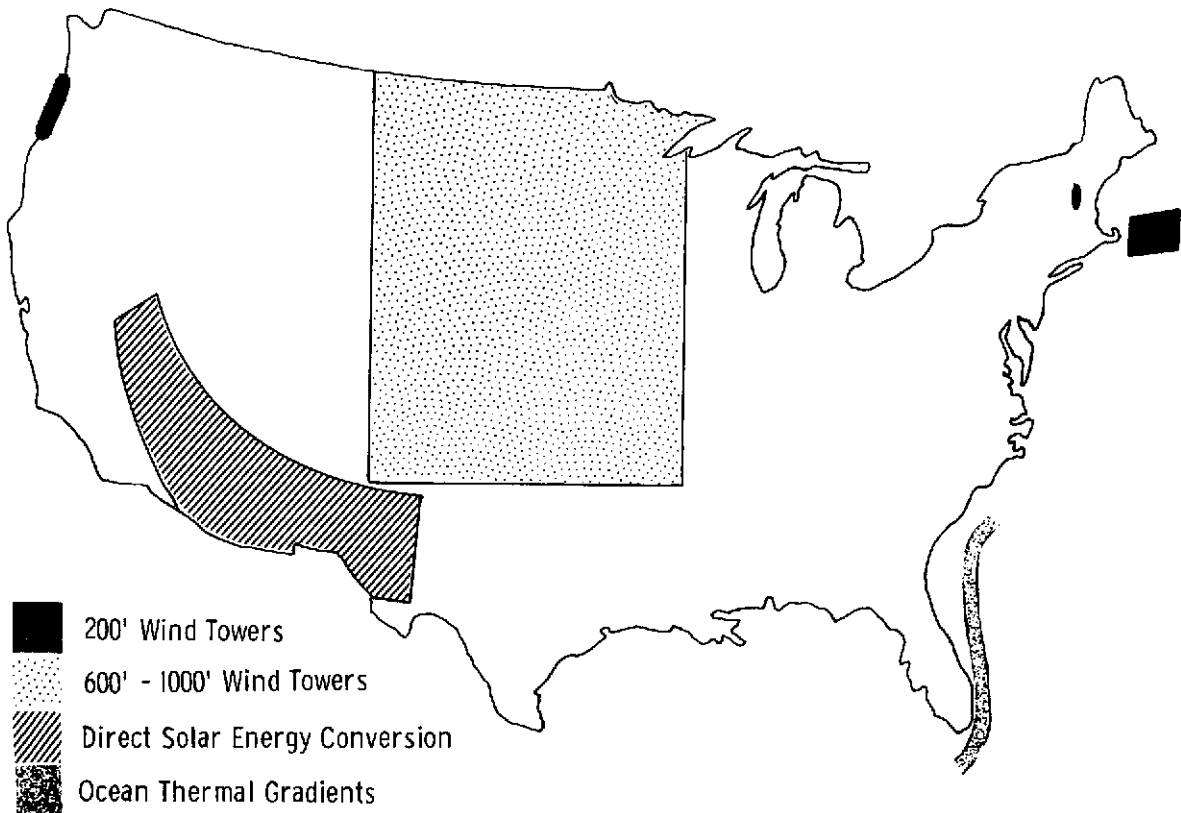 200' Wind Towers
600' - 1000' Wind Towers
Direct Solar Energy Conversion
Ocean Thermal Gradients